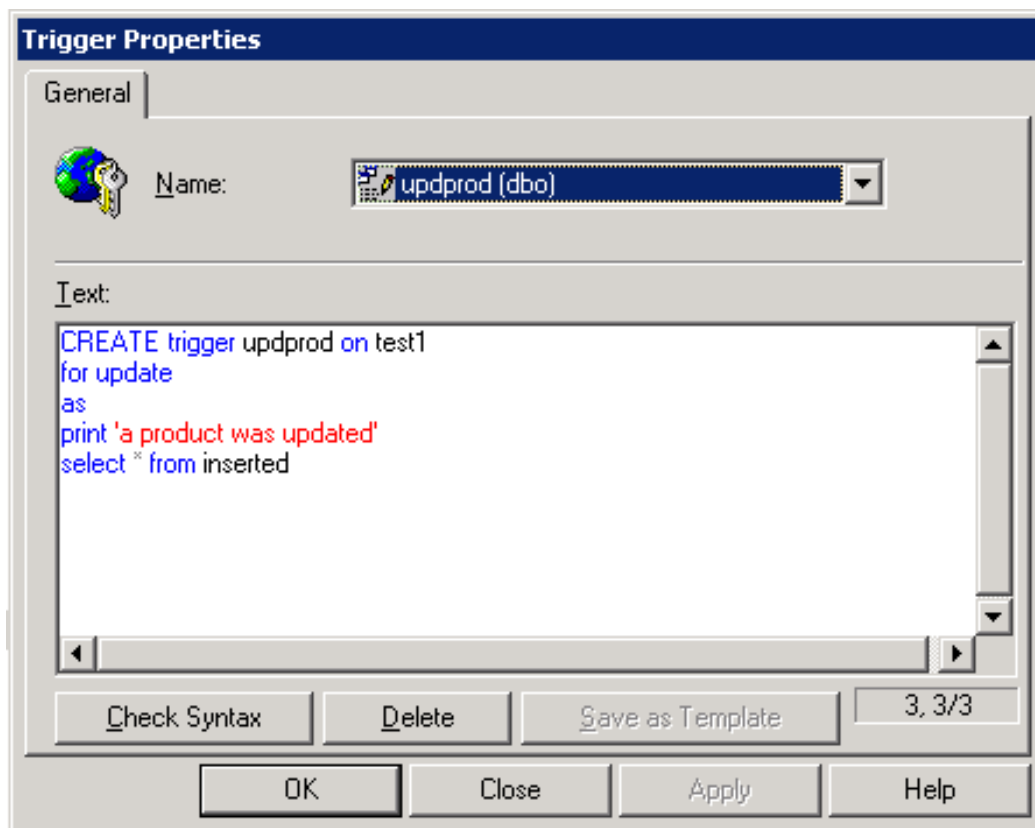 Trigger Properties
General
Name:
updprod (dbo)
Text:
CREATE trigger updprod on test1
for update
as
print 'a product was updated'
select * from inserted
Check Syntax
Delete
Save as Template
3, 3/3
OK
Close
Apply
Help